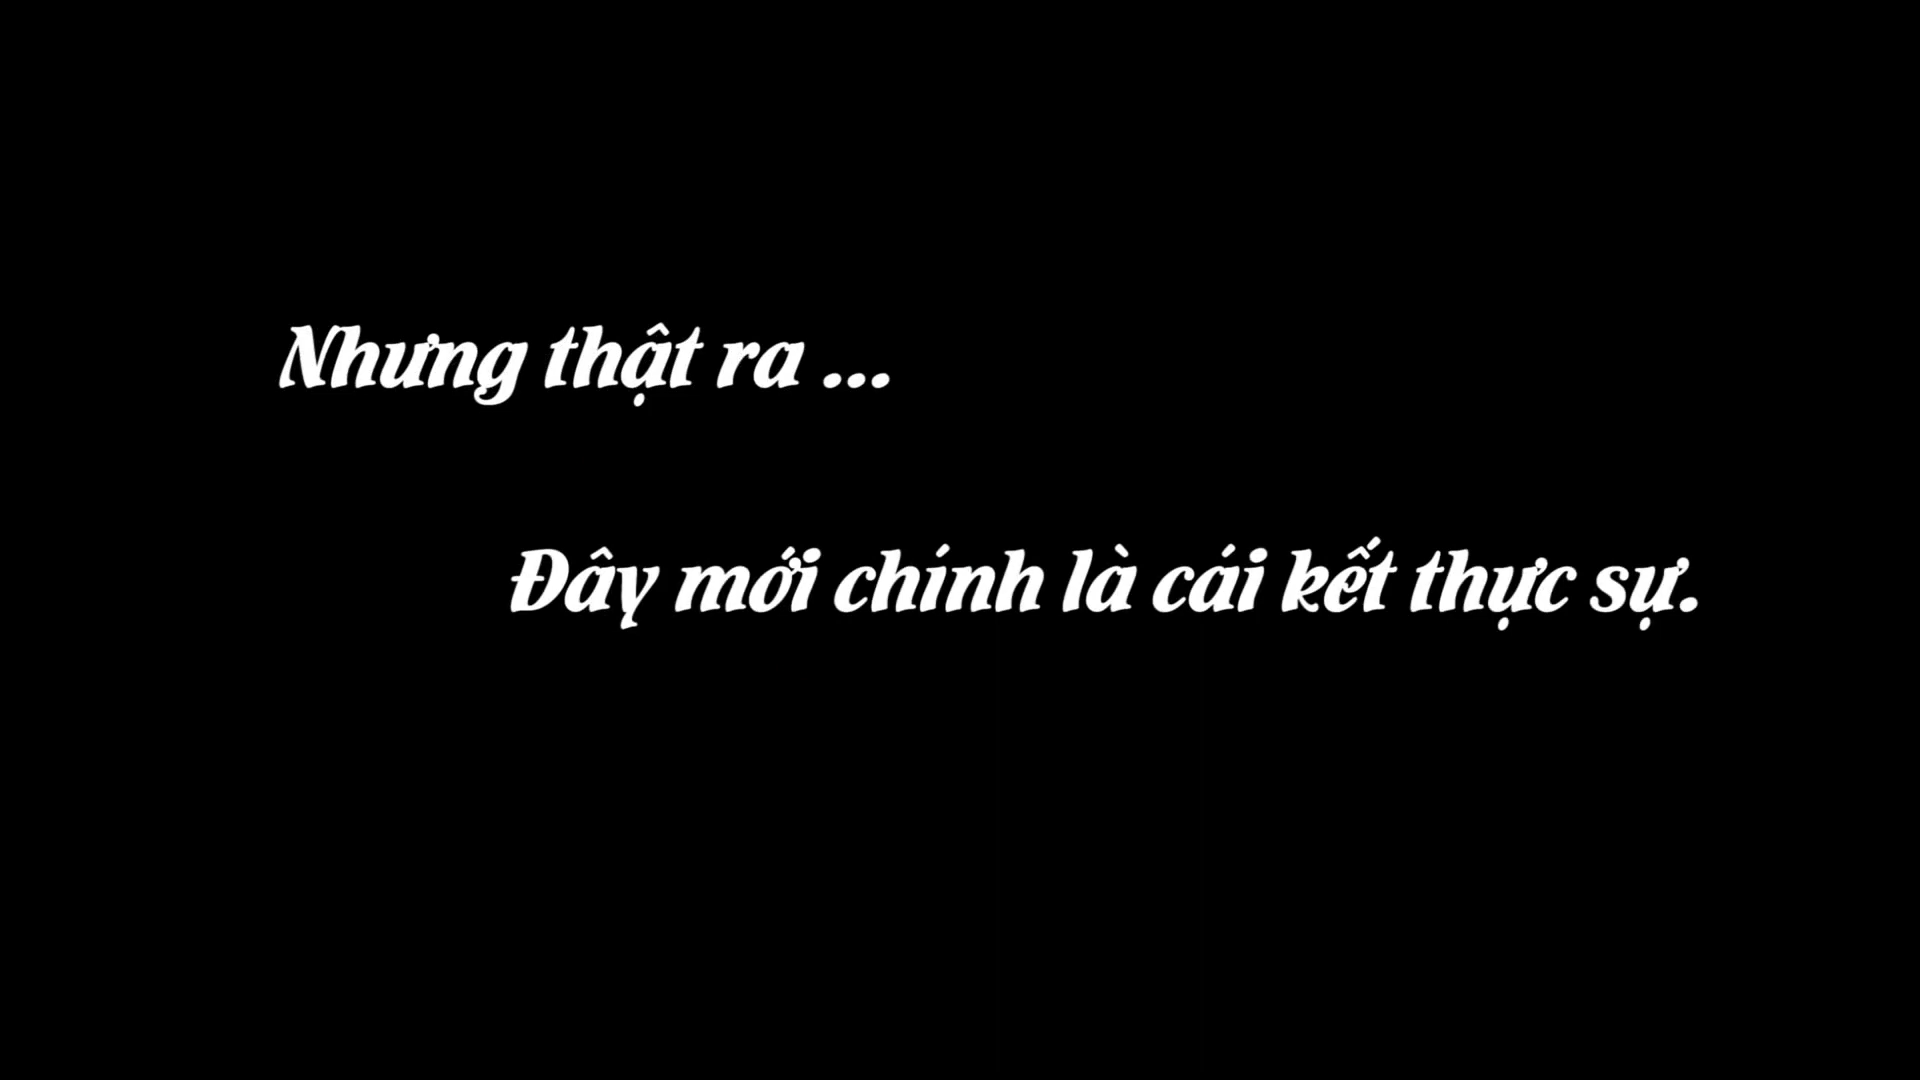 Nhưng thật ra ...
Đây mới chính là cái kết thực sự.